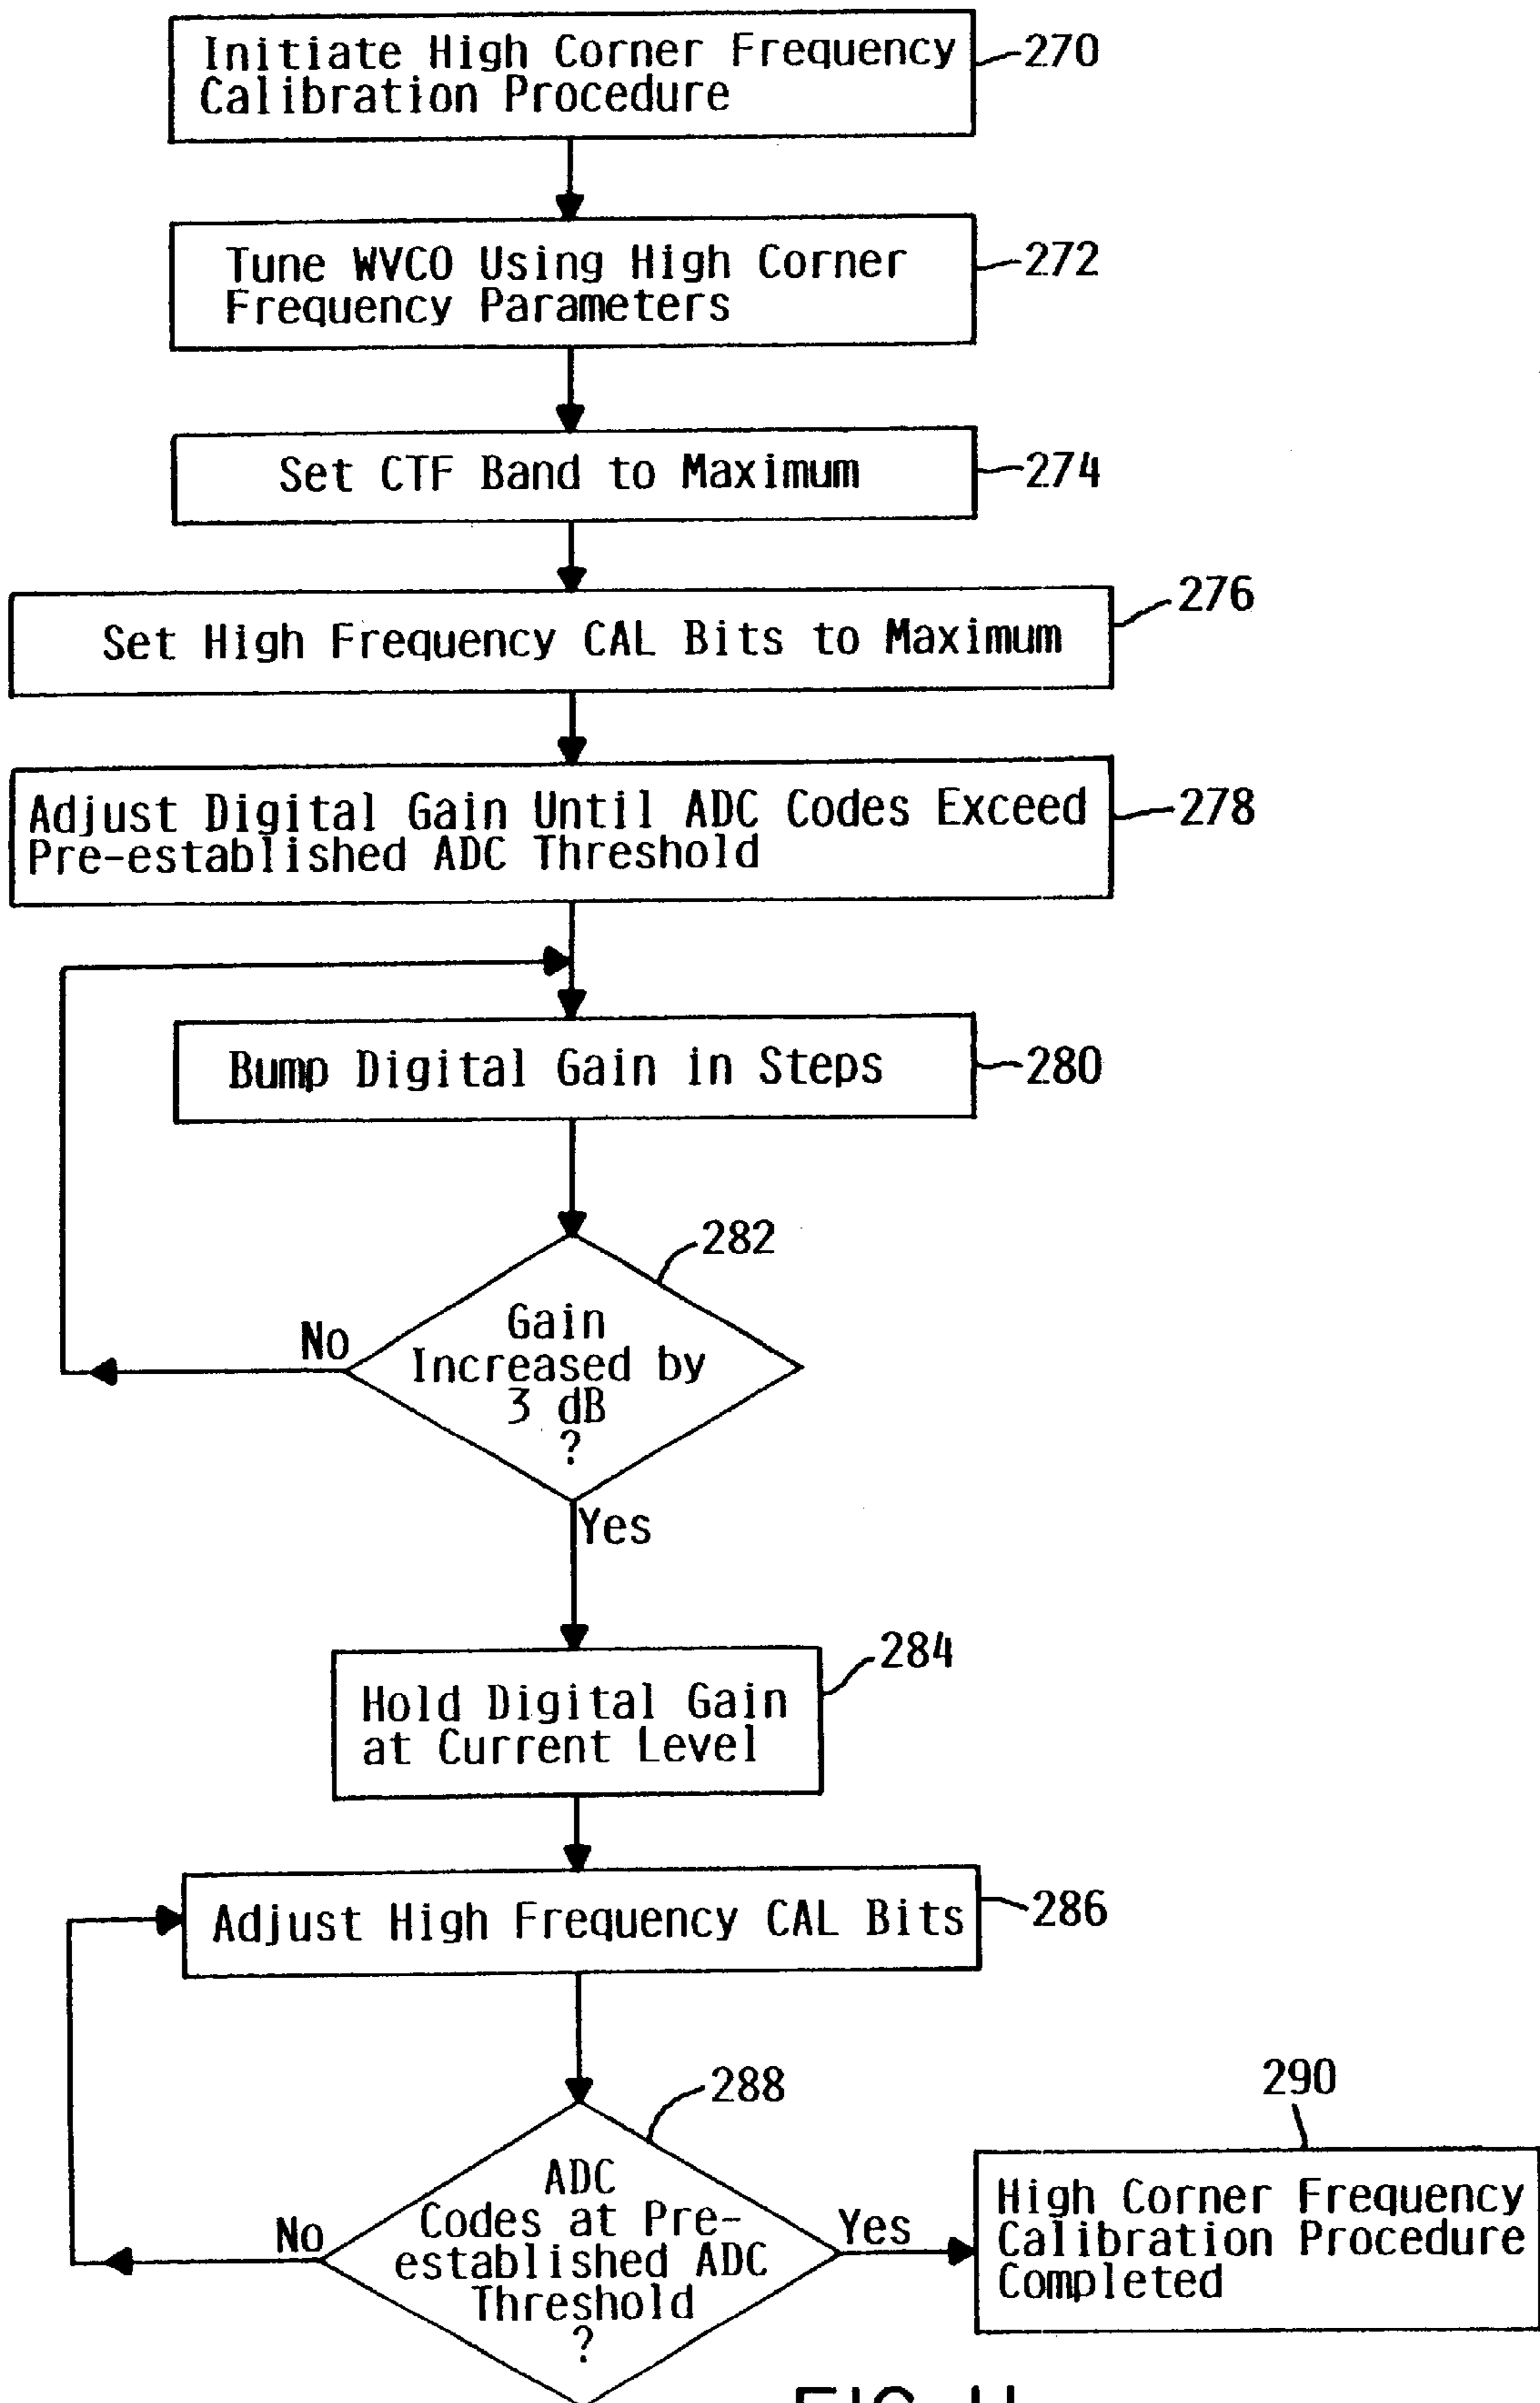 Initiate High Corner Frequency
Calibration Procedure
270
Tune WVCO Using High Corner
Frequency Parameters
272
Set CTF Band to Maximum
274
Set High Frequency CAL Bits to Maximum
276
Adjust Digital Gain Until ADC Codes Exceed
Pre-established ADC Threshold
278
Bump Digital Gain in Steps
280
282
Gain
Increased by
3 dB
?
No
Yes
284
Hold Digital Gain
at Current Level
Adjust High Frequency CAL Bits
286
288
ADC
Codes at Pre-
established ADC
Threshold
?
No
Yes
290
High Corner Frequency
Calibration Procedure
Completed